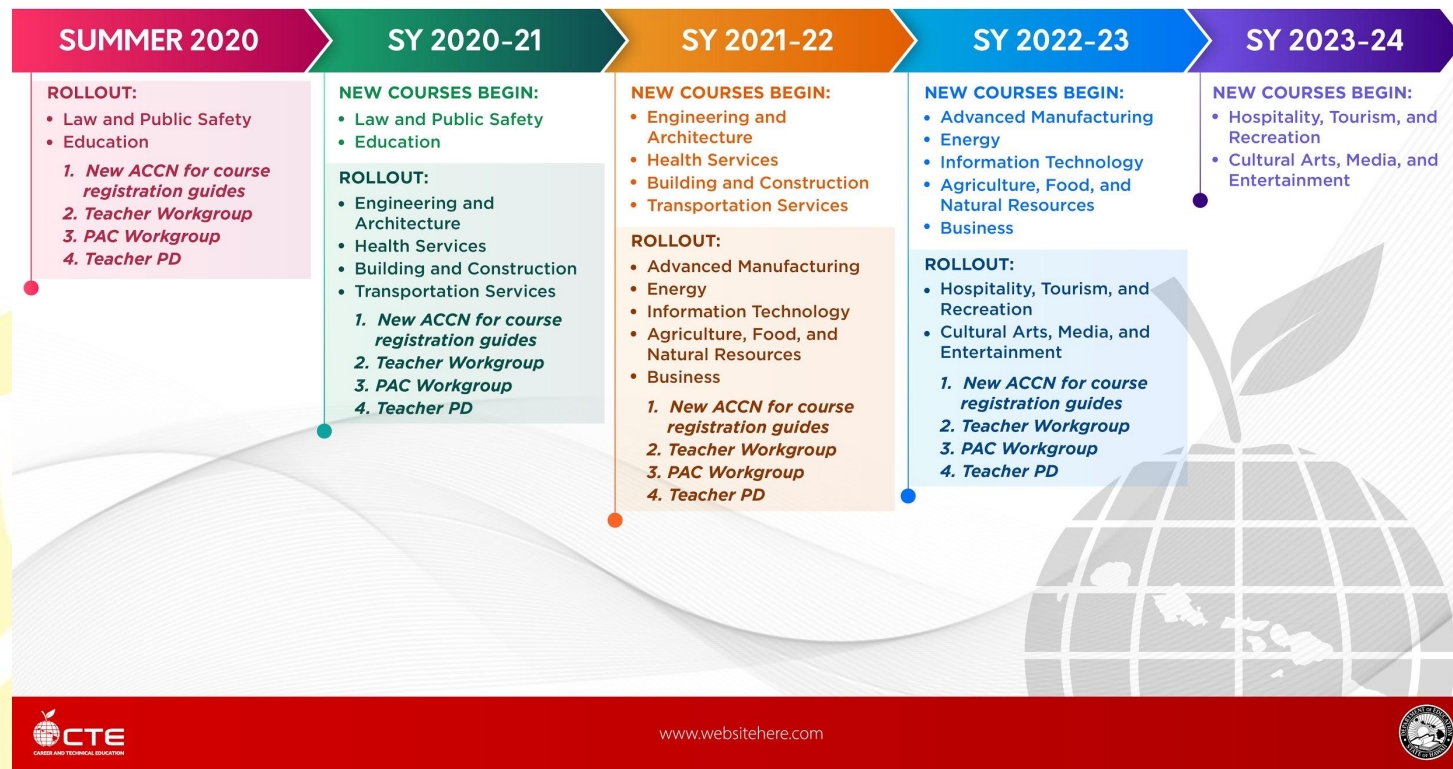 SUMMER 2020
ROLLOUT:
• Law and Public Safety
• Education
1. New ACCN for course
registration guides
2. Teacher Workgroup
3. PAC Workgroup
4. Teacher PD
SY 2020-21
NEW COURSES BEGIN:
• Law and Public Safety
• Education
ROLLOUT:
• Engineering and
Architecture
• Health Services
• Building and Construction
• Transportation Services
1. New ACCN for course
registration guides
2. Teacher Workgroup
3. PAC Workgroup
4. Teacher PD
SY 2021-22
NEW COURSES BEGIN:
• Engineering and
Architecture
• Health Services
• Building and Construction
• Transportation Services
ROLLOUT:
• Advanced Manufacturing
• Energy
• Information Technology
• Agriculture, Food, and
Natural Resources
• Business
1. New ACCN for course
registration guides
2. Teacher Workgroup
3. PAC Workgroup
4. Teacher PD
SY 2022-23
NEW COURSES BEGIN:
• Advanced Manufacturing
• Energy
• Information Technology
• Agriculture, Food, and
Natural Resources
• Business
ROLLOUT:
• Hospitality, Tourism, and
Recreation
• Cultural Arts, Media, and
Entertainment
1. New ACCN for course
registration guides
2. Teacher Workgroup
3. PAC Workgroup
4. Teacher PD
SY 2023-24
NEW COURSES BEGIN:
• Hospitality, Tourism, and
Recreation
• Cultural Arts, Media, and
Entertainment
CTE
CAREER AND TECHNICAL EDUCATION
www.websitehere.com
DEPARTMENT OF EDUCATION
STATE OF HAWAII